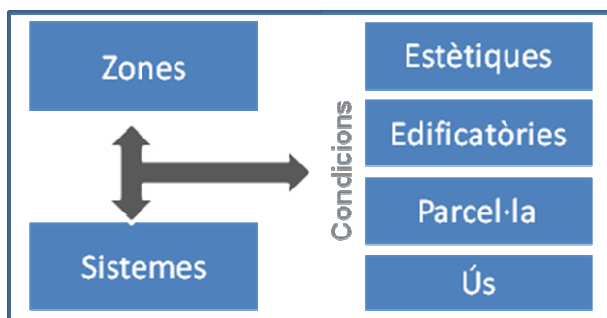 Zones
Sistemes
Condicions
Estètiques
Edificatòries
Parcel·la
Ús